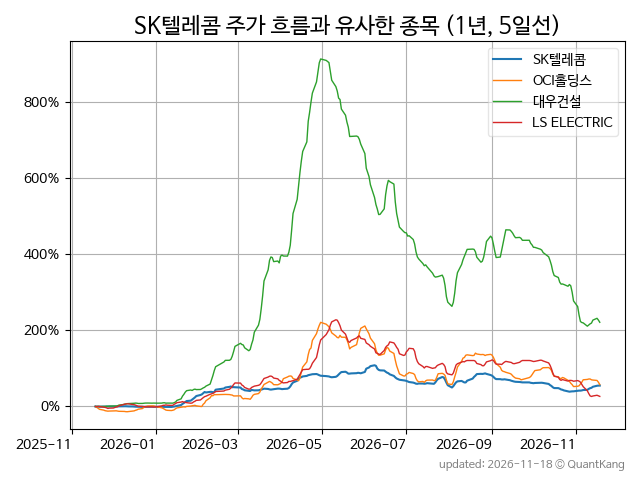 SK텔레콤 주가 흐름과 유사한 종목 (1년, 5일선)
SK텔레콤
OCI홀딩스
대우건설
LS ELECTRIC
800%
600%
400%
200%
0%
2025-11 2026-01 2026-03 2026-05 2026-07 2026-09 2026-11
updated: 2026-11-18 © QuantKang